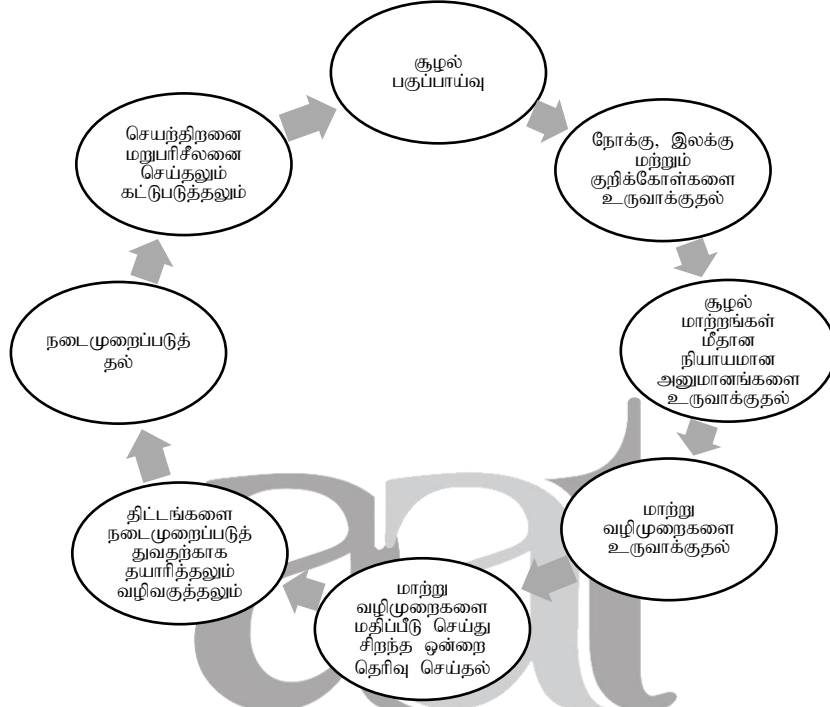 சூழல்
பகுப்பாய்வு
நோக்கு, இலக்கு
மற்றும்
குறிக்கோள்களை
உருவாக்குதல்
சூழல்
மாற்றங்கள்
மீதான
நியாயமான
அனுமானங்களை
உருவாக்குதல்
மாற்று
வழிமுறைகளை
உருவாக்குதல்
மாற்று
வழிமுறைகளை
மதிப்பீடு செய்து
சிறந்த ஒன்றை
தெரிவு செய்தல்
திட்டங்களை
நடைமுறைப்படுத்
துவதற்காக
தயாரித்தலும்
வழிவகுத்தலும்
நடைமுறைப்படுத்
தல்
செயற்திறனை
மறுபரிசீலனை
செய்தலும்
கட்டுபடுத்தலும்
aat